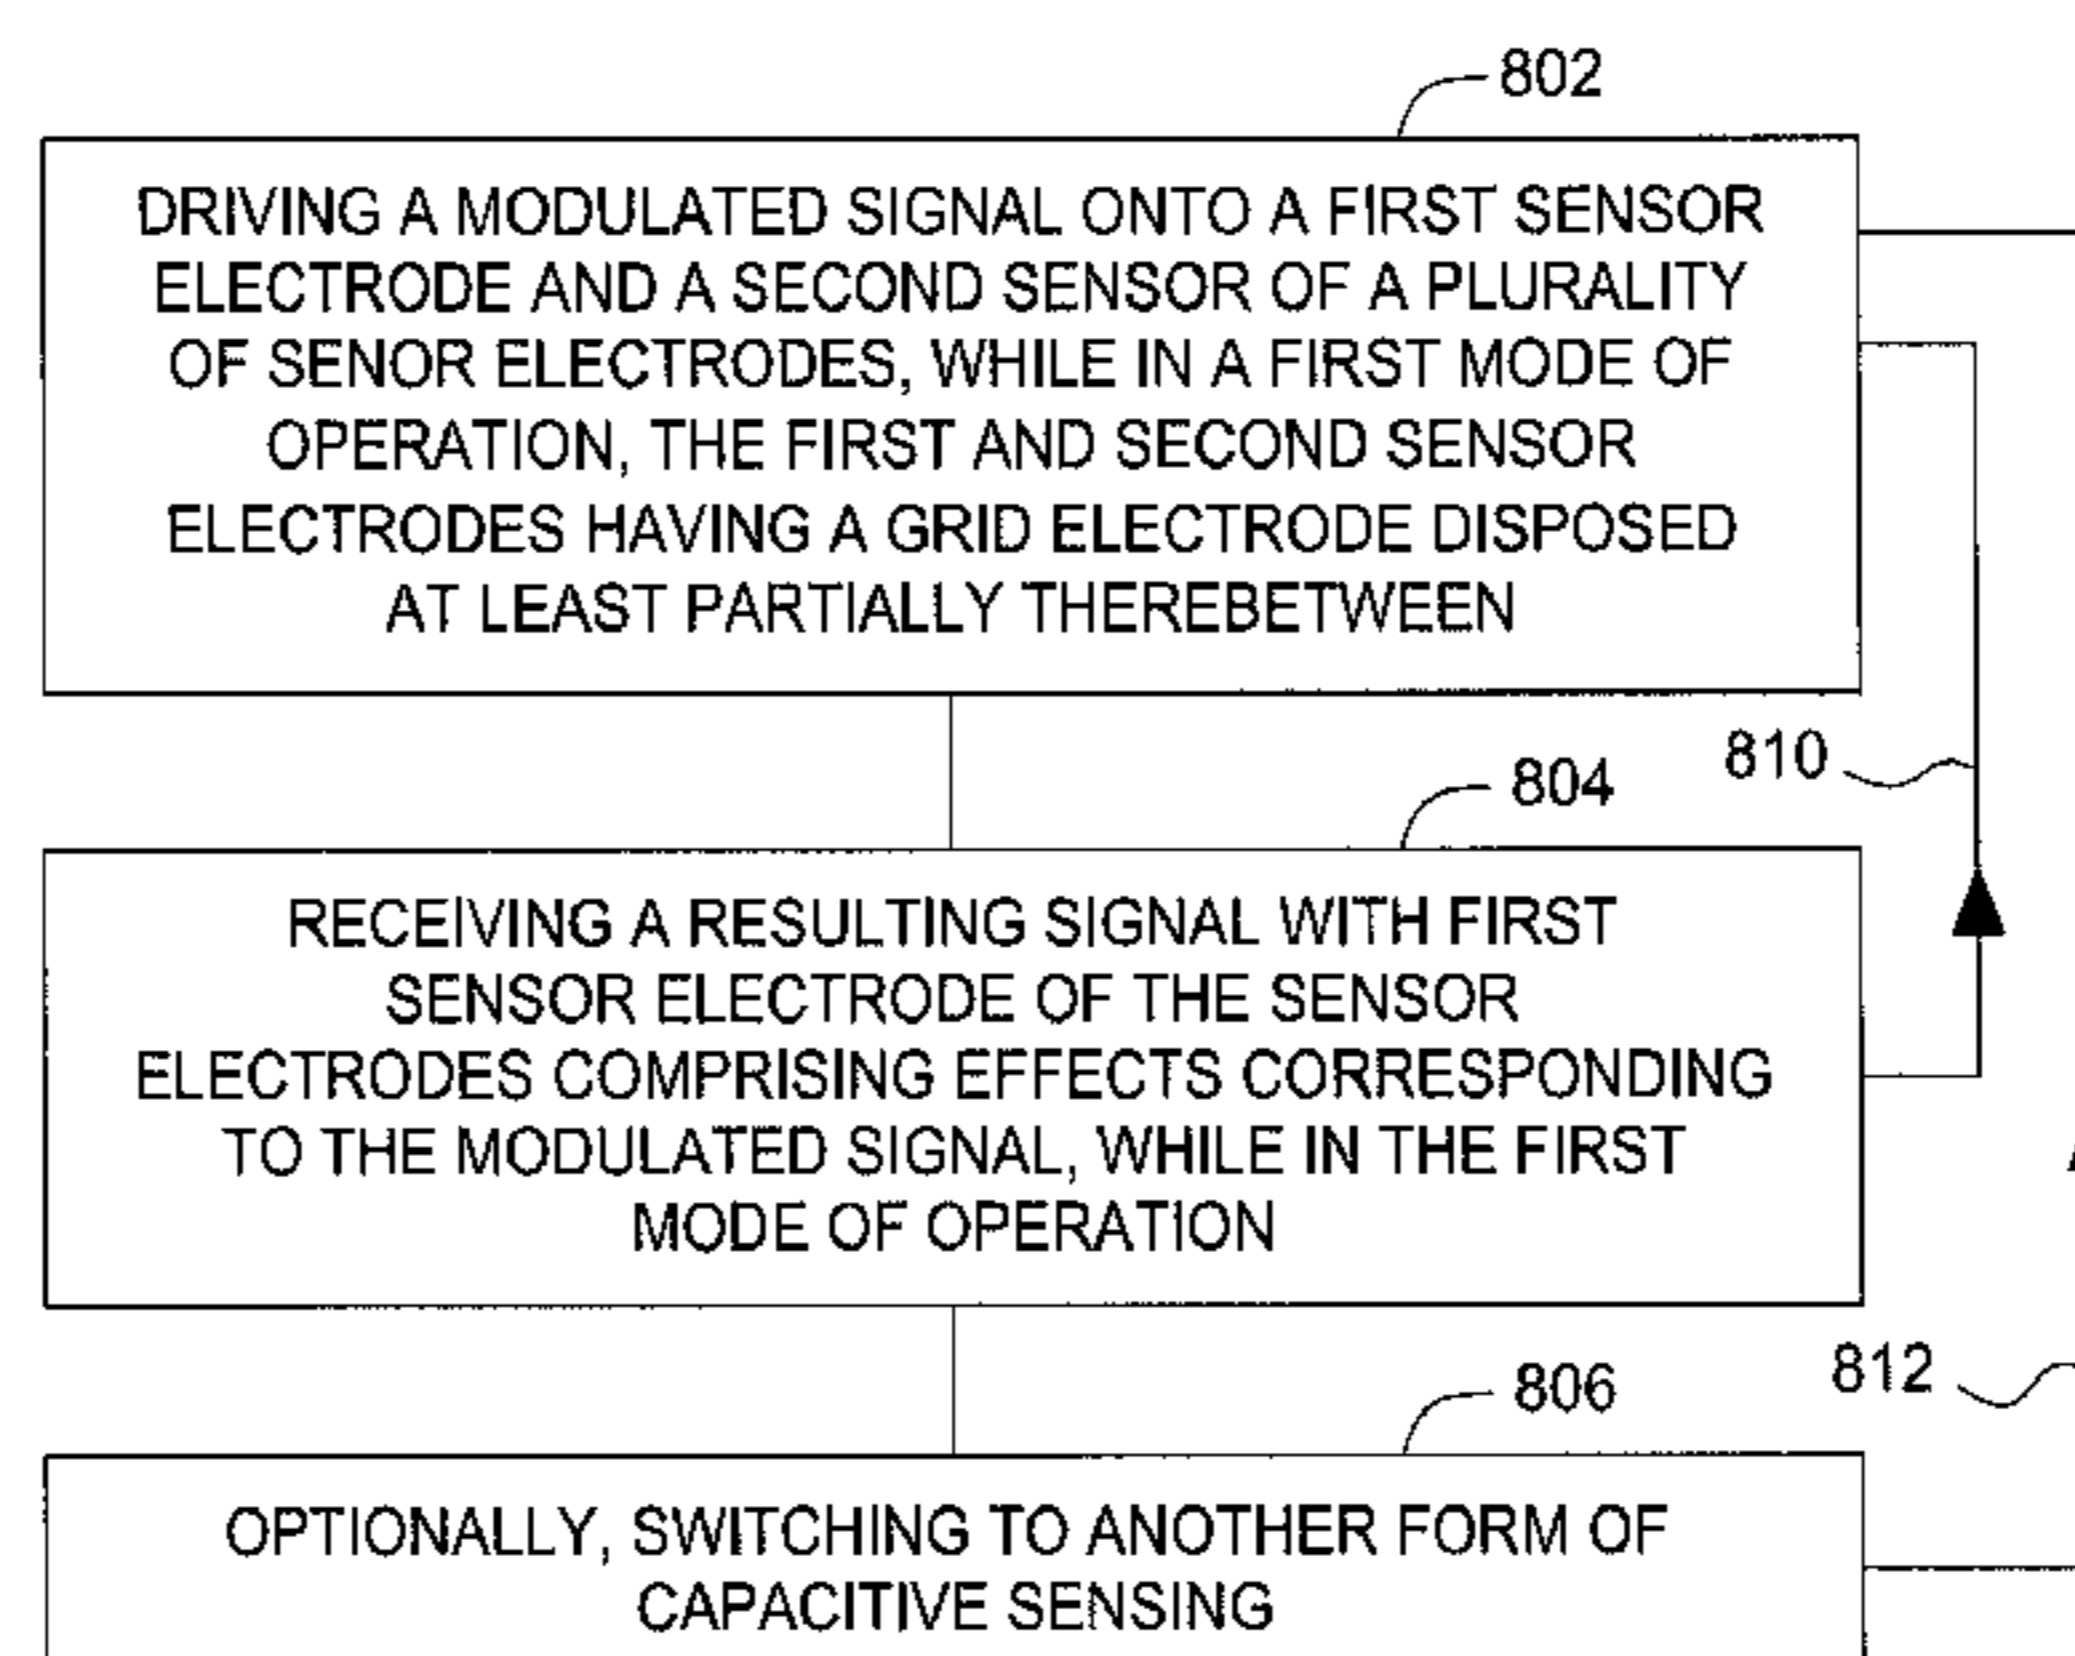 802
DRIVING A MODULATED SIGNAL ONTO A FIRST SENSOR
ELECTRODE AND A SECOND SENSOR OF A PLURALITY
OF SENOR ELECTRODES, WHILE IN A FIRST MODE OF
OPERATION, THE FIRST AND SECOND SENSOR
ELECTRODES HAVING A GRID ELECTRODE DISPOSED
AT LEAST PARTIALLY THEREBETWEEN
810
804
RECEIVING A RESULTING SIGNAL WITH FIRST
SENSOR ELECTRODE OF THE SENSOR
ELECTRODES COMPRISING EFFECTS CORRESPONDING
TO THE MODULATED SIGNAL, WHILE IN THE FIRST
MODE OF OPERATION
812
806
OPTIONALLY, SWITCHING TO ANOTHER FORM OF
CAPACITIVE SENSING